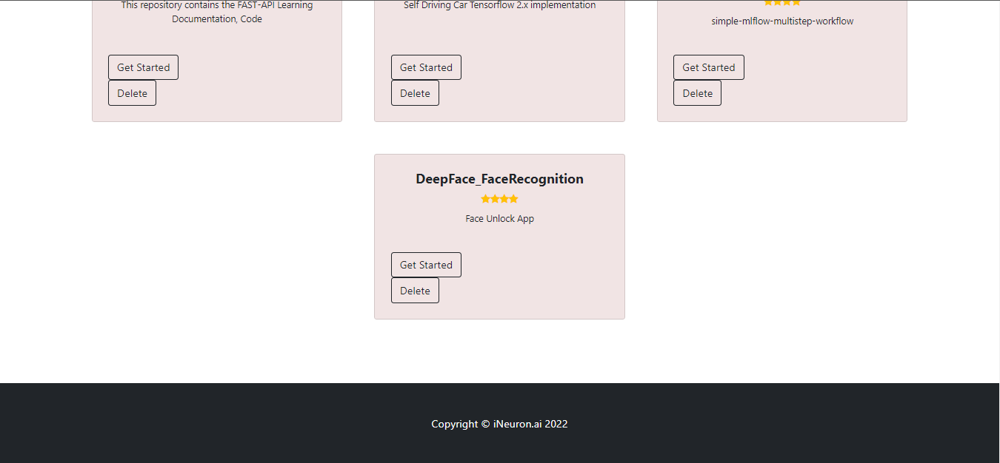 This repository contains the FAST-API Learning
Documentation, Code
Get Started
Delete
Self Driving Car Tensorflow 2.x implementation
Get Started
Delete
simple-mlflow-multistep-workflow
Get Started
Delete
DeepFace_FaceRecognition
Face Unlock App
Get Started
Delete
Copyright © iNeuron.ai 2022